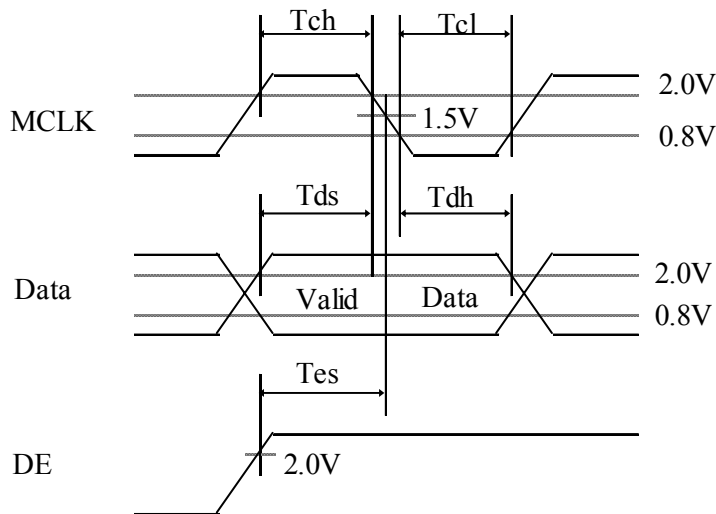 Tch Tcl
2.0V
MCLK 1.5V
0.8V
Tds Tdh
2.0V
Data Valid Data
0.8V
Tes
DE 2.0V